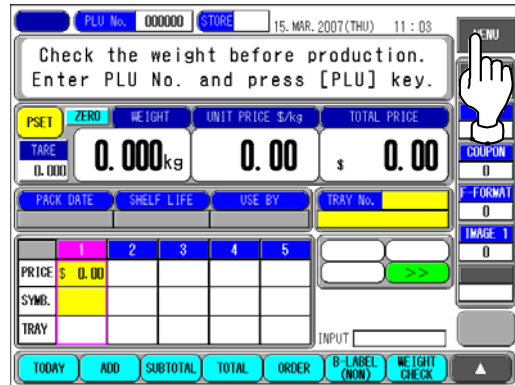 PLU No. 000000 STORE 15. MAR. 2007(THU) 11 : 03
MENU
Check the weight before production.
Enter PLU No. and press [PLU] key.
PSET ZERO WEIGHT UNIT PRICE $/kg TOTAL PRICE
TARE 0.000kg 0.00 $ 0.00
0.000
COUPON
0
F-FORMAT
0
IMAGE 1
0
PACK DATE SHELF LIFE USE BY TRAY No.
1 2 3 4 5
PRICE $ 0.00
>>
SYMB.
TRAY
INPUT
TODAY ADD SUBTOTAL TOTAL ORDER B-LABEL (NON) WEIGHT CHECK ▲